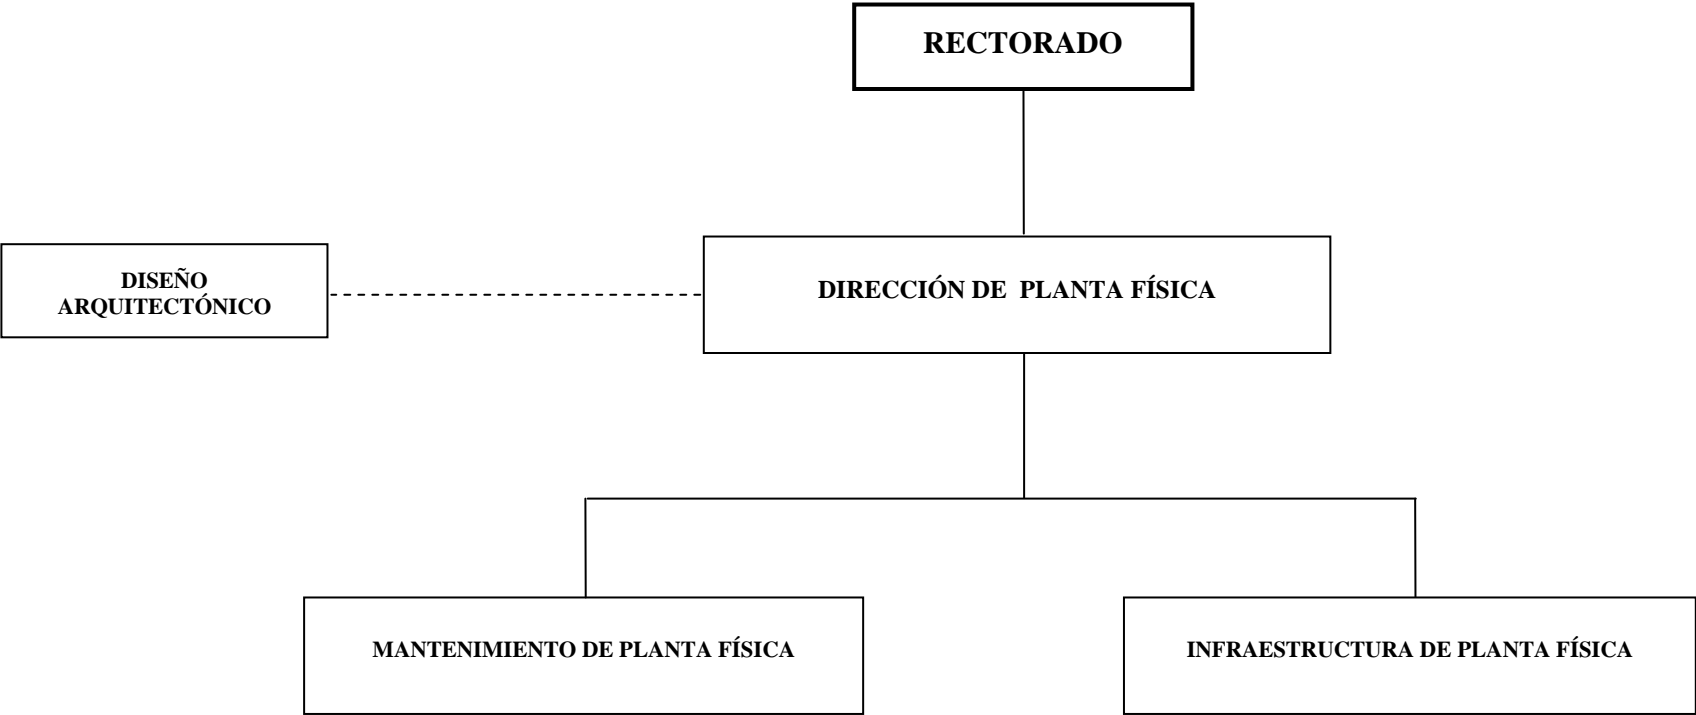 RECTORADO
DISEÑO
ARQUITECTÓNICO
DIRECCIÓN DE  PLANTA FÍSICA
MANTENIMIENTO DE PLANTA FÍSICA
INFRAESTRUCTURA DE PLANTA FÍSICA